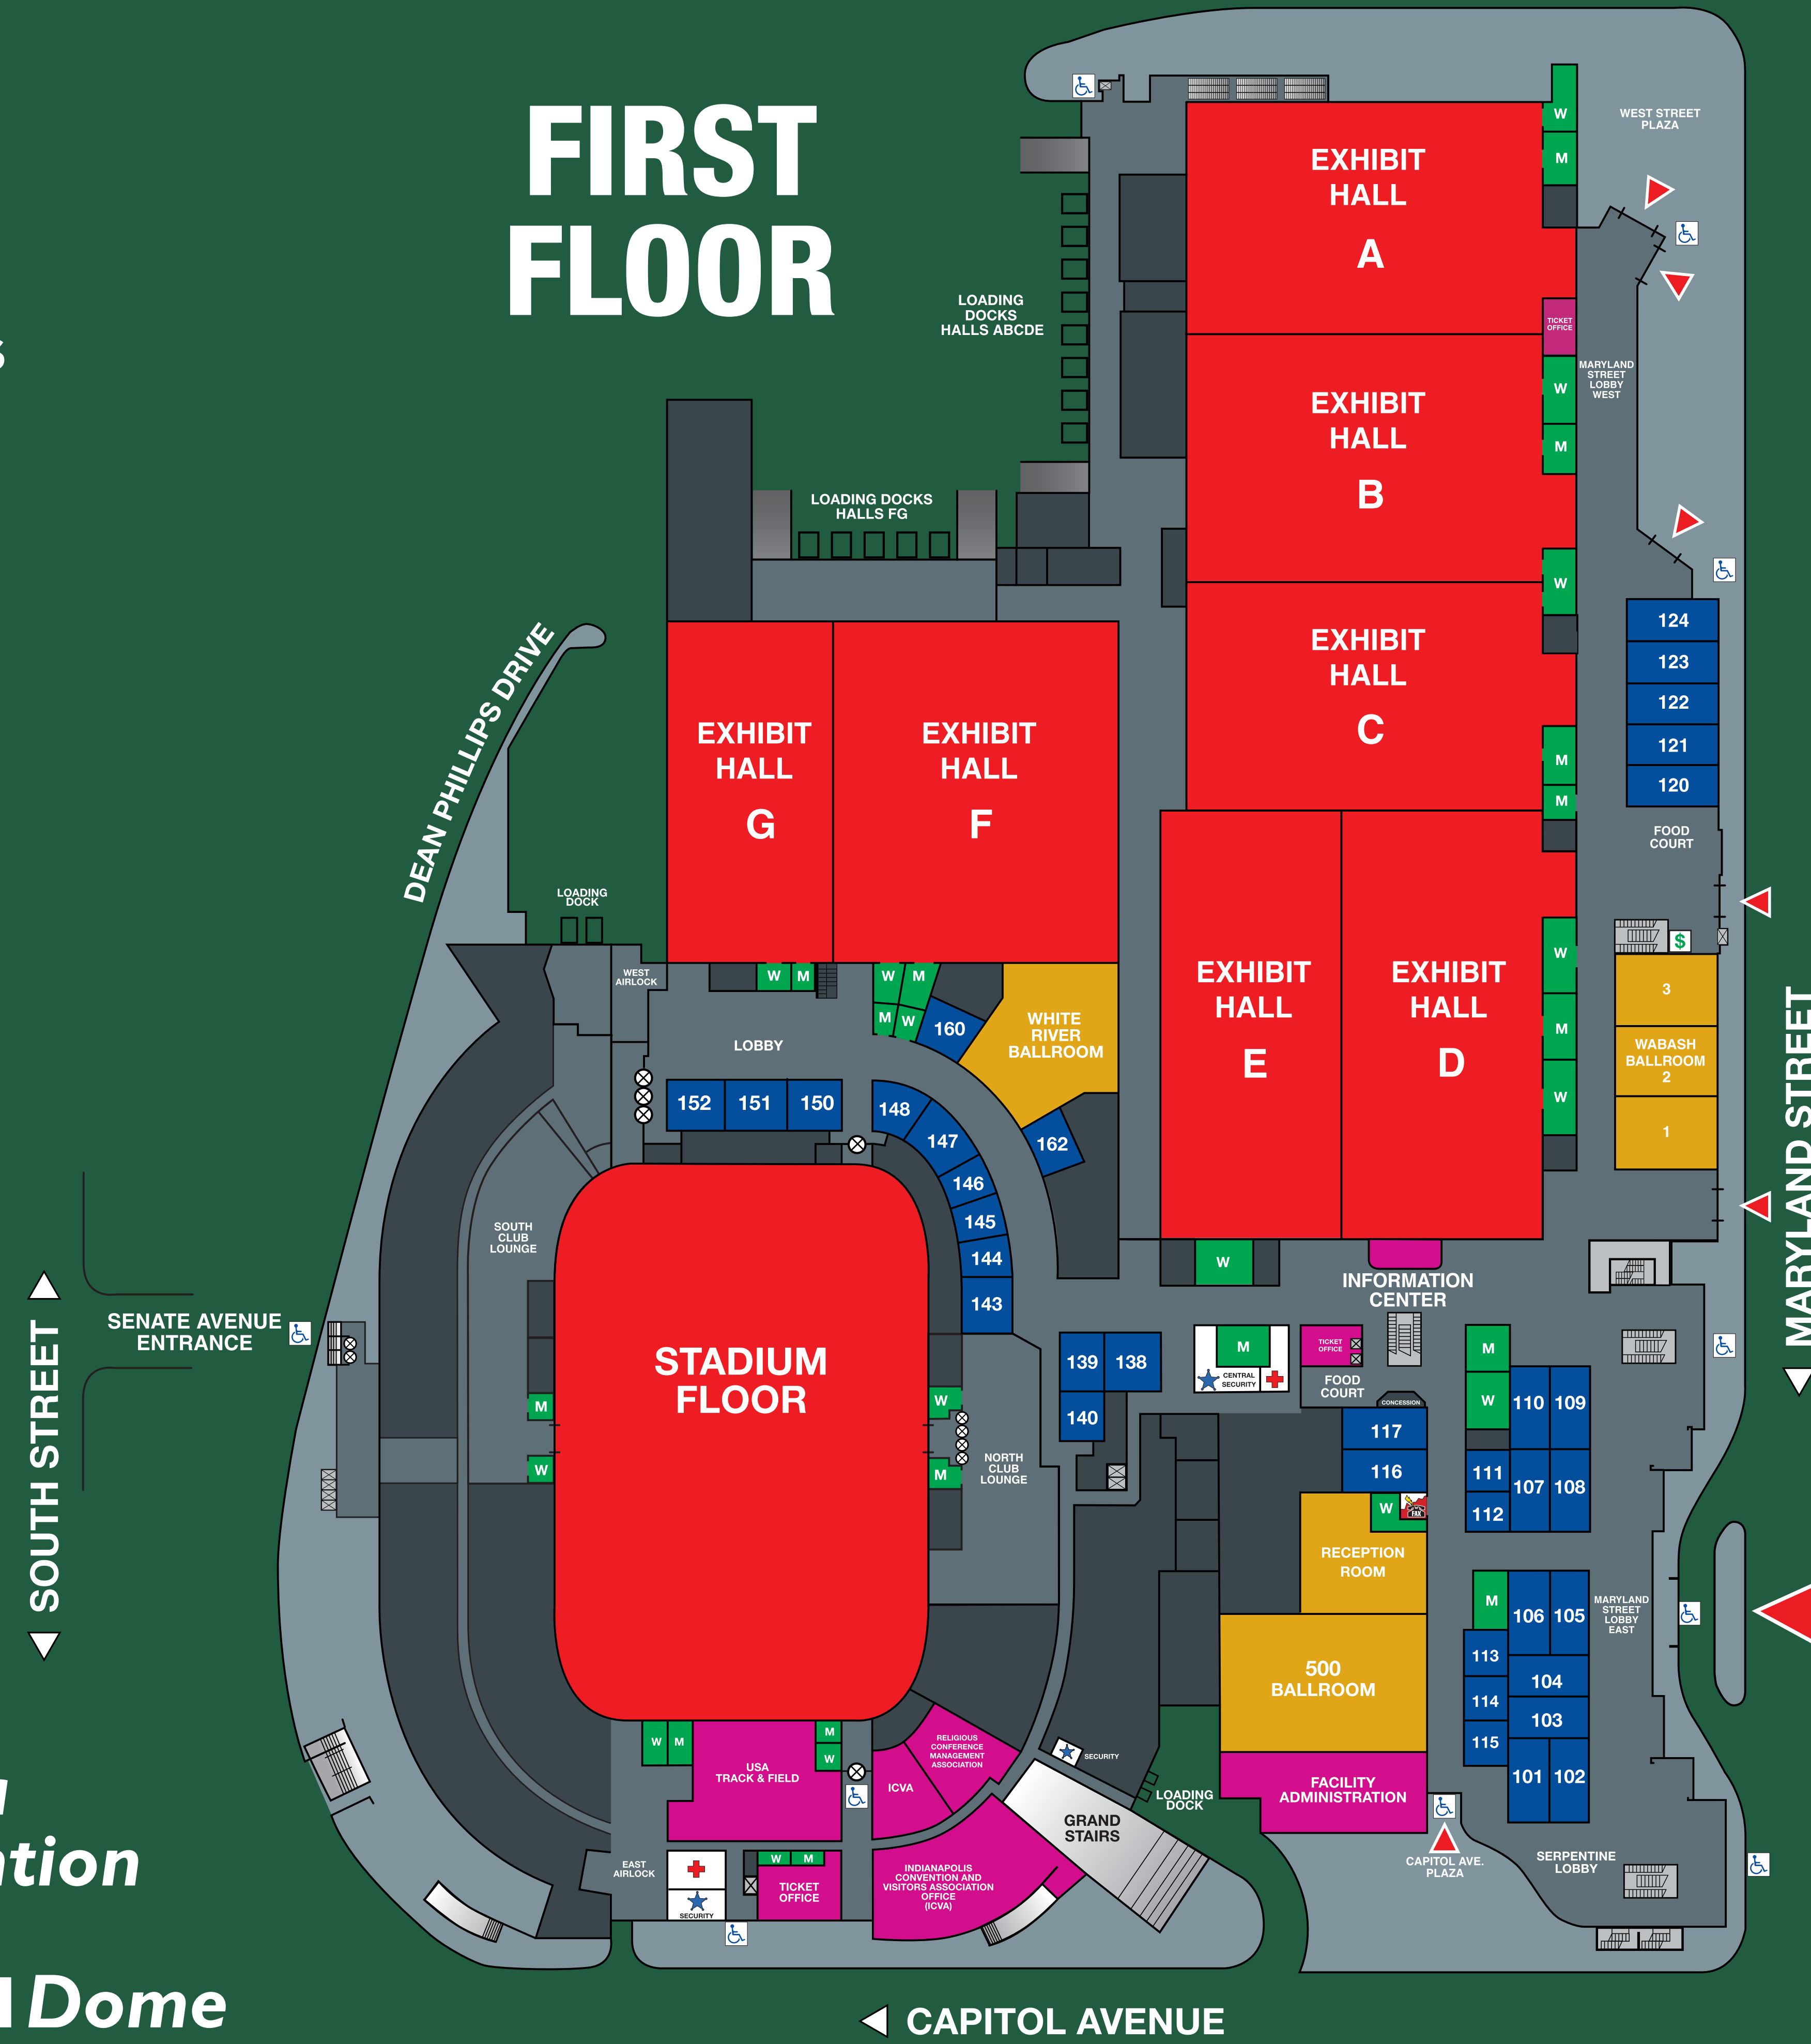 FIRST
FLOOR
WEST STREET
PLAZA
W
M
EXHIBIT
HALL
A
LOADING
DOCKS
HALLS ABCDE
TICKET
OFFICE
MARYLAND
STREET
LOBBY
WEST
W
M
EXHIBIT
HALL
B
LOADING DOCKS
HALLS FG
W
EXHIBIT
HALL
C
124
123
122
121
120
M
M
FOOD
COURT
DEAN PHILLIPS DRIVE
EXHIBIT
HALL
G
EXHIBIT
HALL
F
LOADING
DOCK
WEST
AIRLOCK
W
M
W
M
M
W
160
WHITE
RIVER
BALLROOM
LOBBY
EXHIBIT
HALL
E
EXHIBIT
HALL
D
W
M
W
$
3
WABASH
BALLROOM
2
1
MARYLAND STREET
152
151
150
148
147
146
145
144
143
162
SOUTH
CLUB
LOUNGE
W
INFORMATION
CENTER
SENATE AVENUE
ENTRANCE
SOUTH STREET
STADIUM
FLOOR
M
W
W
M
NORTH
CLUB
LOUNGE
139
138
140
M
CENTRAL
SECURITY
TICKET
OFFICE
FOOD
COURT
CONCESSION
117
116
M
W
110
109
111
112
107
108
W
FAX
RECEPTION
ROOM
500
BALLROOM
M
106
105
113
104
114
103
115
101
102
MARYLAND
STREET
LOBBY
EAST
W
M
USA
TRACK & FIELD
M
W
RELIGIOUS
CONFERENCE
MANAGEMENT
ASSOCIATION
ICVA
SECURITY
LOADING
DOCK
FACILITY
ADMINISTRATION
GRAND
STAIRS
CAPITOL AVE.
PLAZA
SERPENTINE
LOBBY
EAST
AIRLOCK
SECURITY
W
M
TICKET
OFFICE
INDIANAPOLIS
CONVENTION AND
VISITORS ASSOCIATION
OFFICE
(ICVA)
Dome
CAPITOL AVENUE